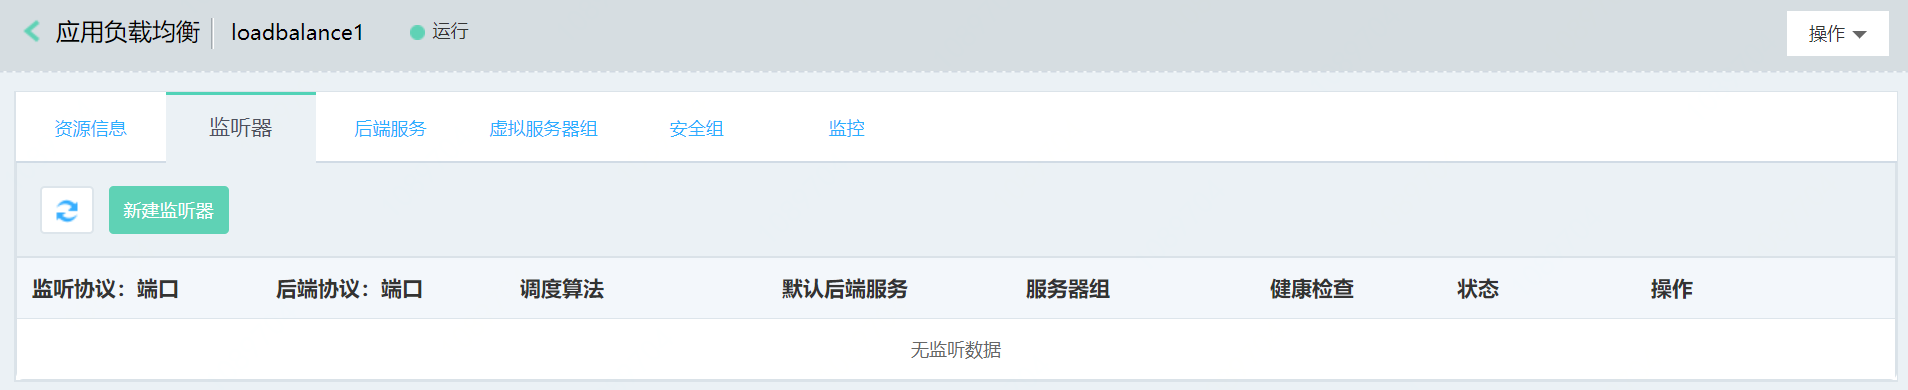 应用负载均衡 loadbalance1 运行 操作
资源信息 监听器 后端服务 虚拟服务器组 安全组 监控
新建监听器
监听协议：端口 后端协议：端口 调度算法 默认后端服务 服务器组 健康检查 状态 操作
无监听数据